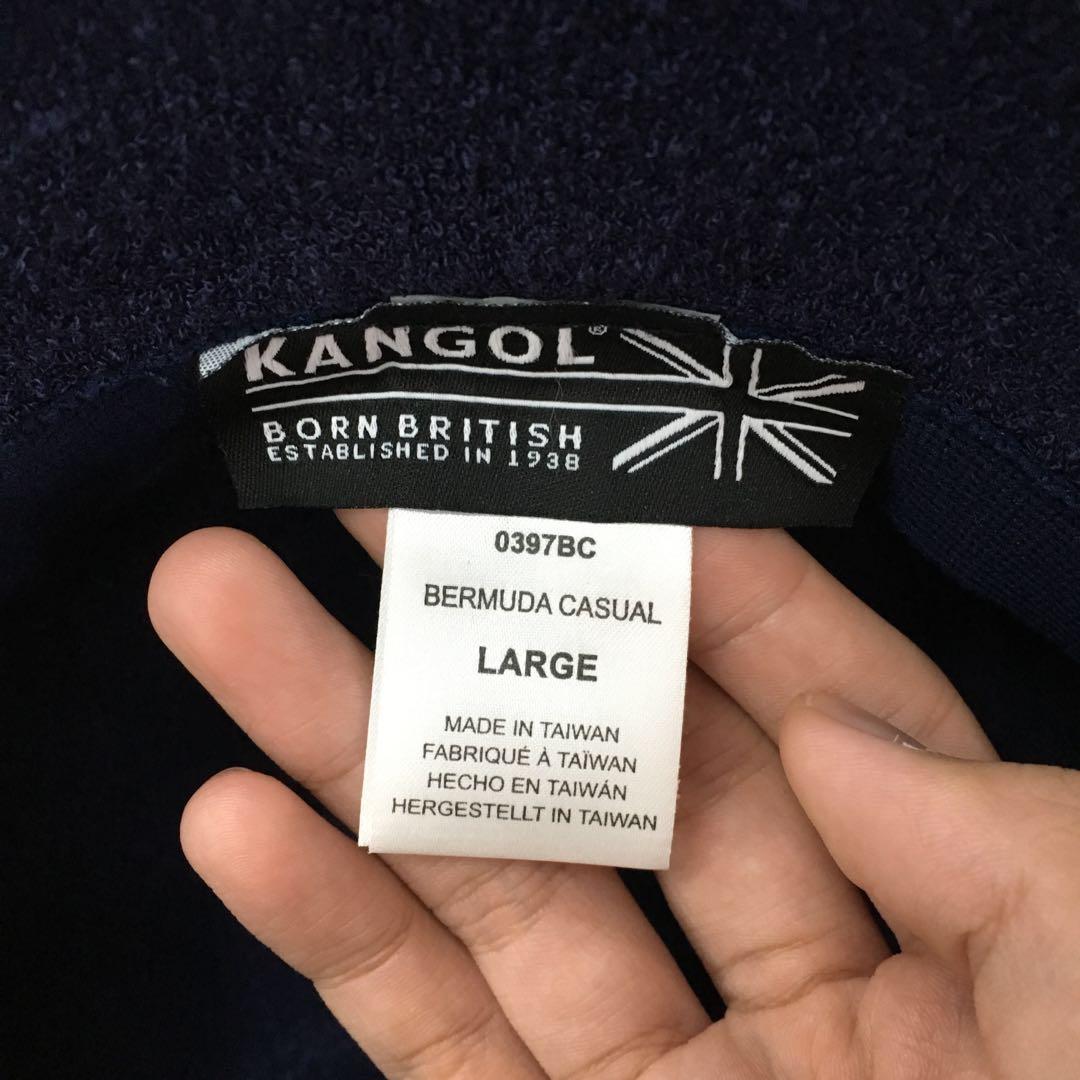 KANGOL®
BORN BRITISH
ESTABLISHED IN 1938
0397BC
BERMUDA CASUAL
LARGE
MADE IN TAIWAN
FABRIQUÉ À TAÏWAN
HECHO EN TAIWÁN
HERGESTELLT IN TAIWAN